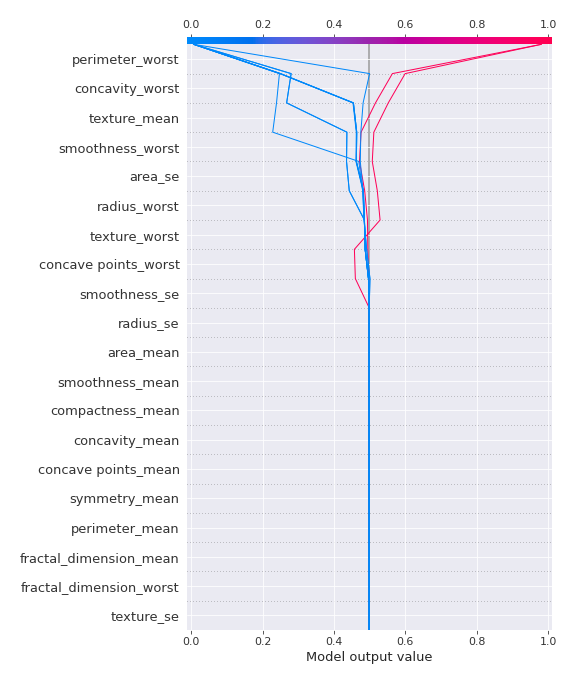 0.0 0.2 0.4 0.6 0.8 1.0
perimeter_worst
concavity_worst
texture_mean
smoothness_worst
area_se
radius_worst
texture_worst
concave points_worst
smoothness_se
radius_se
area_mean
smoothness_mean
compactness_mean
concavity_mean
concave points_mean
symmetry_mean
perimeter_mean
fractal_dimension_mean
fractal_dimension_worst
texture_se
0.0 0.2 0.4 0.6 0.8 1.0
Model output value